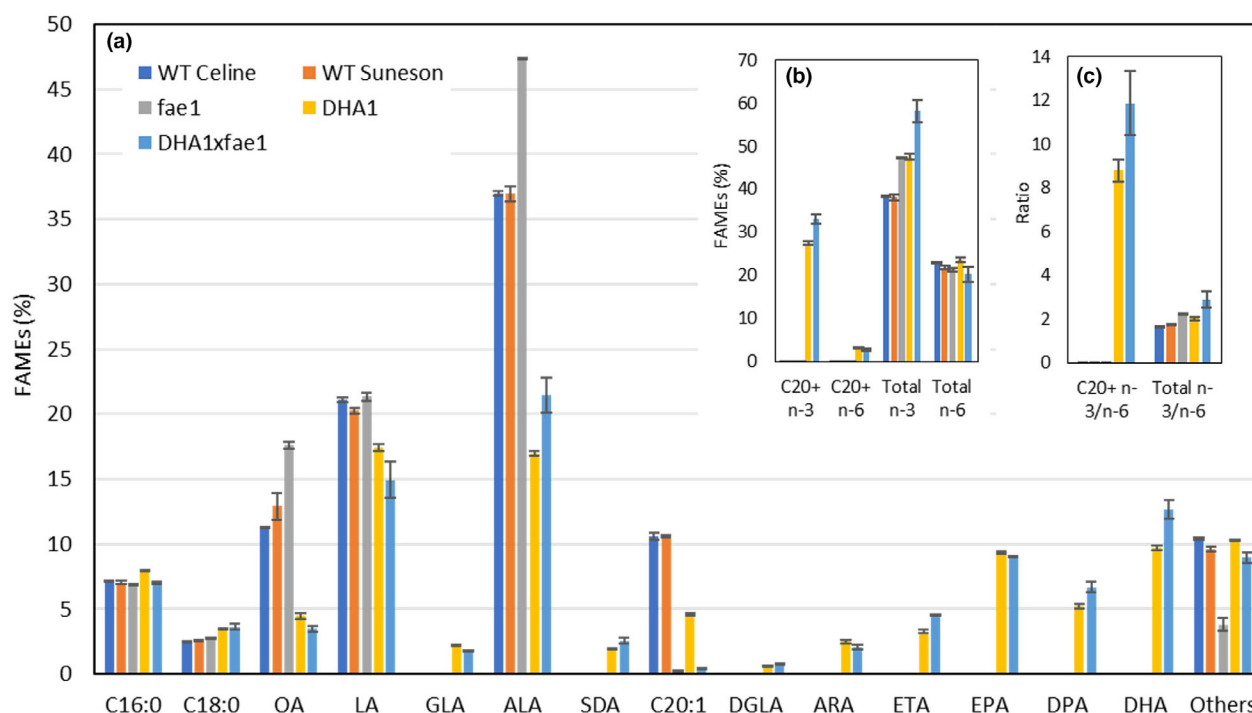 (a)
WT Celine WT Suneson
fae1 DHA1
DHA1xfae1
FAMEs (%)
50
45
40
35
30
25
20
15
10
5
0
C16:0 C18:0 OA LA GLA ALA SDA C20:1 DGLA ARA ETA EPA DPA DHA Others
(b)
FAMEs (%)
70
60
50
40
30
20
10
0
C20+ C20+ Total Total
n-3 n-6 n-3 n-6
(c)
Ratio
14
12
10
8
6
4
2
0
C20+ n- Total n-
3/n-6 3/n-6